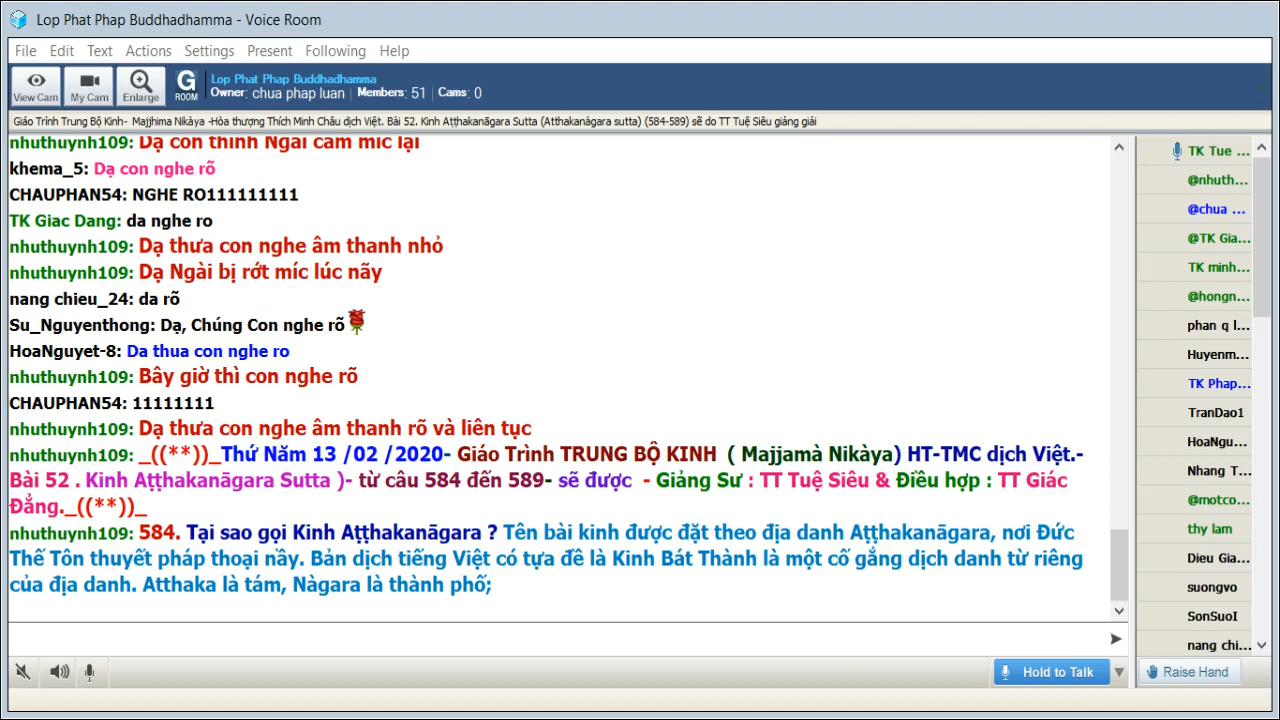 Lop Phat Phap Buddhadhamma - Voice Room
File Edit Text Actions Settings Present Following Help
View Cam My Cam Enlarge G ROOM
Lop Phat Phap Buddhadhamma
Owner: chua phap luan Members: 51 Cams: 0
Giáo Trình Trung Bộ Kinh- Majjhima Nikàya -Hòa thượng Thích Minh Châu dịch Việt. Bài 52. Kinh Aṭṭhakanāgara Sutta (Atthakanàgara sutta) (584-589) sẽ do TT Tuệ Siêu giảng giải
nhuthuynh109: Dạ con thỉnh Ngài cầm míc lại
khema_5: Dạ con nghe rõ
CHAUPHAN54: NGHE RO111111111
TK Giac Dang: da nghe ro
nhuthuynh109: Dạ thưa con nghe âm thanh nhỏ
nhuthuynh109: Dạ Ngài bị rớt míc lúc nãy
nang chieu_24: da rõ
Su_Nguyenthong: Dạ, Chúng Con nghe rõ
HoaNguyet-8: Da thua con nghe ro
nhuthuynh109: Bây giờ thì con nghe rõ
CHAUPHAN54: 11111111
nhuthuynh109: Dạ thưa con nghe âm thanh rõ và liên tục
nhuthuynh109: _((**))_Thứ Năm 13 /02 /2020- Giáo Trình TRUNG BỘ KINH ( Majjamà Nikàya) HT-TMC dịch Việt.-
Bài 52 . Kinh Aṭṭhakanāgara Sutta )- từ câu 584 đến 589- sẽ được - Giảng Sư : TT Tuệ Siêu & Điều hợp : TT Giác
Đẳng._((**))_
nhuthuynh109: 584. Tại sao gọi Kinh Aṭṭhakanāgara ? Tên bài kinh được đặt theo địa danh Aṭṭhakanāgara, nơi Đức
Thế Tôn thuyết pháp thoại nầy. Bản dịch tiếng Việt có tựa đề là Kinh Bát Thành là một cố gắng dịch danh từ riêng
của địa danh. Atthaka là tám, Nàgara là thành phố;
TK Tue ...
@nhuth...
@chua ...
@TK Gia...
TK minh...
@hongn...
phan q l...
Huyenm...
TK Phap...
TranDao1
HoaNgu...
Nhang T...
@motco...
thy lam
Dieu Gia...
suongvo
SonSuoI
nang chi...
Hold to Talk
Raise Hand